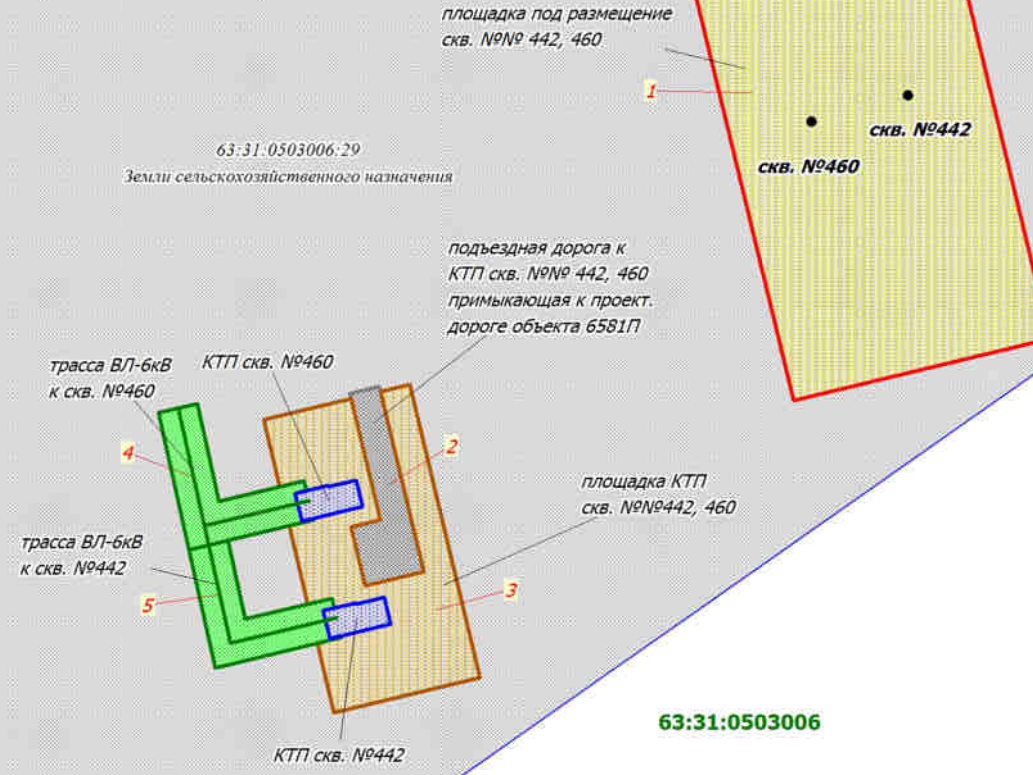 площадка под размещение
скв. №№ 442, 460
1
скв. №442
скв. №460
63:31:0503006:29
Земли сельскохозяйственного назначения
подъездная дорога к
КТП скв. №№ 442, 460
примыкающая к проект.
дороге объекта 6581П
трасса ВЛ-6кВ
к скв. №460
КТП скв. №460
4
2
площадка КТП
скв. №№442, 460
трасса ВЛ-6кВ
к скв. №442
5
3
63:31:0503006
КТП скв. №442